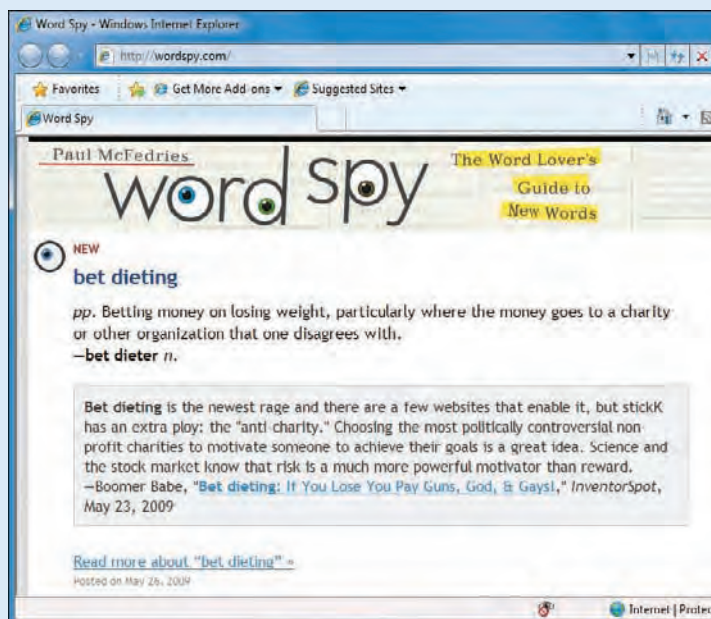 Word Spy - Windows Internet Explorer
http://wordspy.com/
Favorites Get More Add-ons Suggested Sites
Word Spy
Paul McFedries
word spy
The Word Lover's
Guide to
New Words
NEW
bet dieting
pp. Betting money on losing weight, particularly where the money goes to a charity
or other organization that one disagrees with.
—bet dieter n.
Bet dieting is the newest rage and there are a few websites that enable it, but stickK
has an extra ploy: the "anti charity." Choosing the most politically controversial non
profit charities to motivate someone to achieve their goals is a great idea. Science and
the stock market know that risk is a much more powerful motivator than reward.
—Boomer Babe, "Bet dieting: If You Lose You Pay Guns, God, & Gays!," InventorSpot,
May 23, 2009
Read more about "bet dieting" »
Posted on May 26, 2009
Internet | Protec